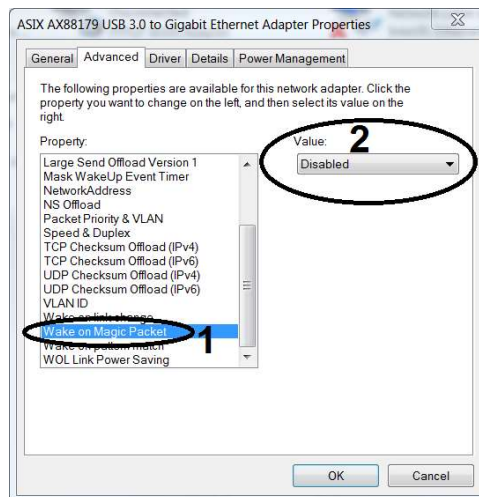 ASIX AX88179 USB 3.0 to Gigabit Ethernet Adapter Properties
General Advanced Driver Details Power Management
The following properties are available for this network adapter. Click the
property you want to change on the left, and then select its value on the
right.
Property:
Value:
2
Large Send Offload Version 1
Disabled
Mask WakeUp Event Timer
NetworkAddress
NS Offload
Packet Priority & VLAN
Speed & Duplex
TCP Checksum Offload (IPv4)
TCP Checksum Offload (IPv6)
UDP Checksum Offload (IPv4)
UDP Checksum Offload (IPv6)
VLAN ID
Wake on link change
Wake on Magic Packet
1
Wake on pattern match
WOL Link Power Saving
OK Cancel